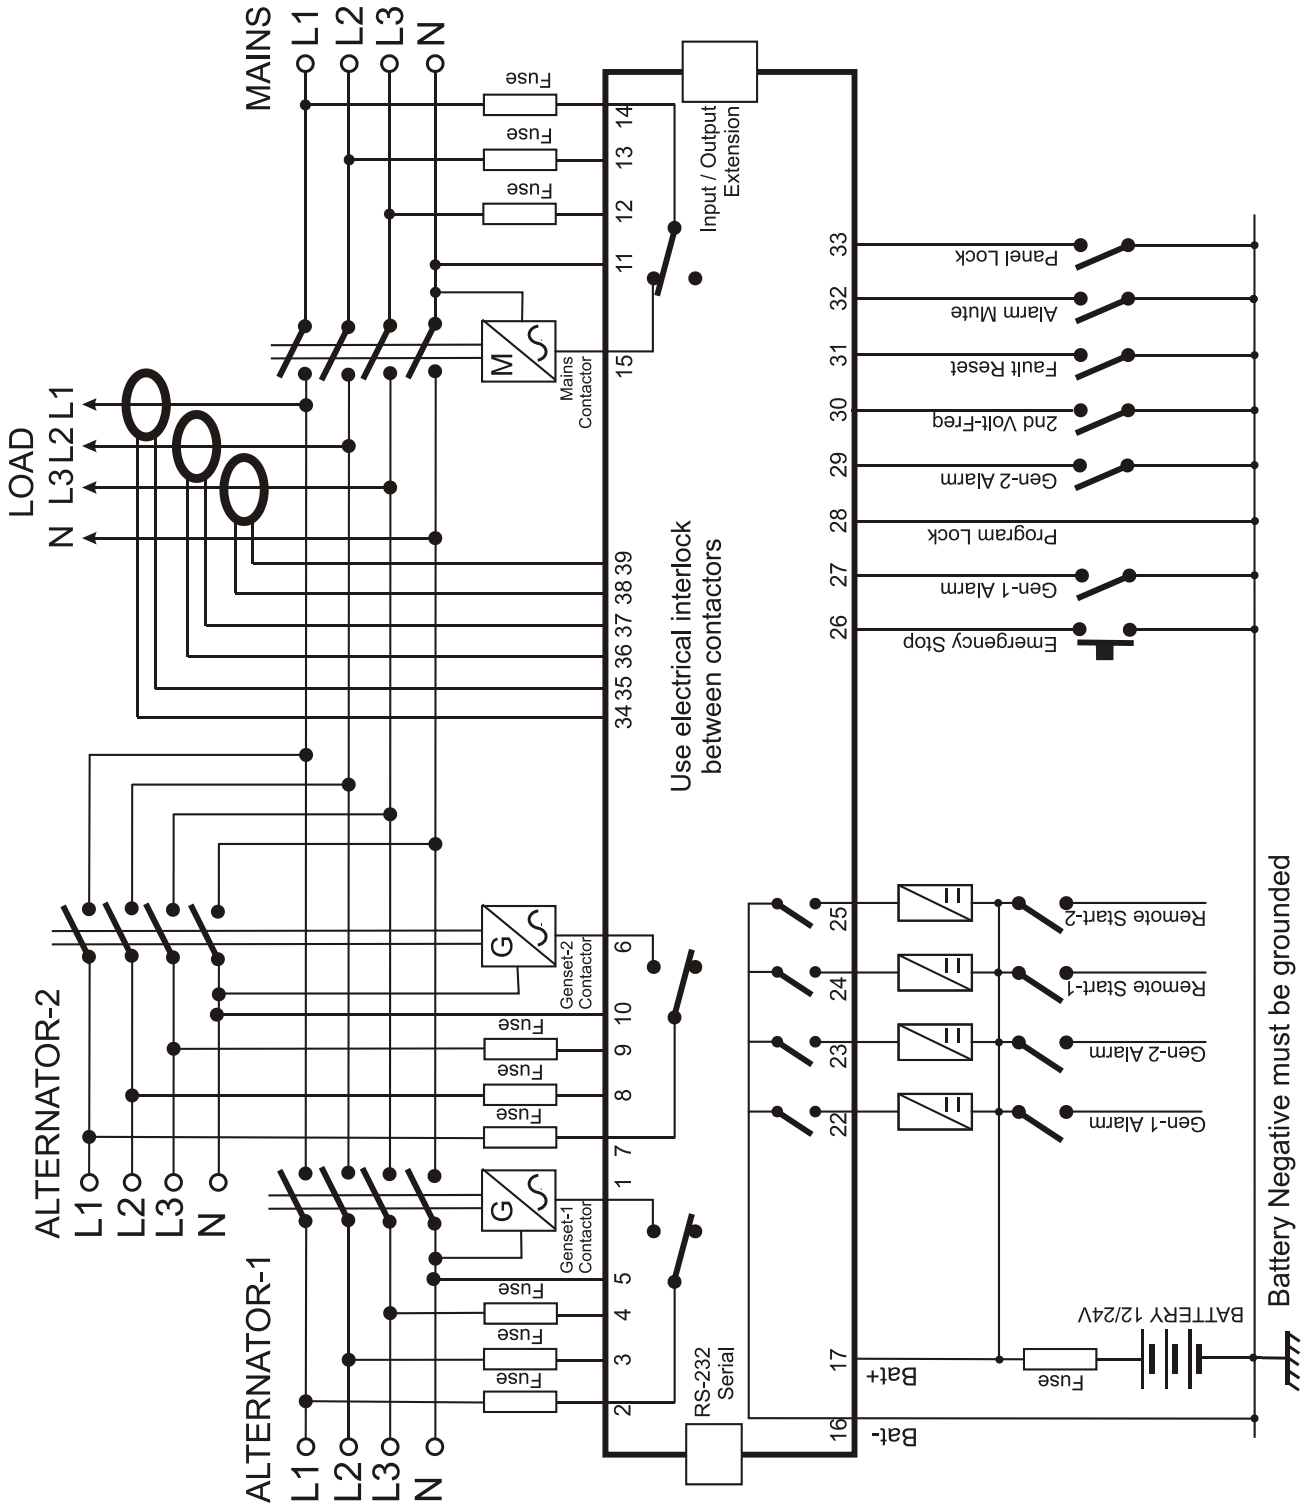 ALTERNATOR-1
L1
L2
L3
N
ALTERNATOR-2
L1
L2
L3
N
LOAD
N L3 L2 L1
MAINS
L1
L2
L3
N
Fuse
Fuse
Fuse
Genset-1
Contactor
G
Fuse
Fuse
Fuse
Genset-2
Contactor
G
Mains
Contactor
M
Fuse
Fuse
Fuse
2
3
4
5
1
7
8
9
10
6
34
35
36
37
38
39
15
11
12
13
14
RS-232
Serial
Use electrical interlock
between contactors
Input / Output
Extension
16
17
22
23
24
25
26
27
28
29
30
31
32
33
Bat-
Bat+
Fuse
BATTERY 12/24V
Gen-1 Alarm
Gen-2 Alarm
Remote Start-1
Remote Start-2
Emergency Stop
Gen-1 Alarm
Program Lock
Gen-2 Alarm
2nd Volt-Freq
Fault Reset
Alarm Mute
Panel Lock
Battery Negative must be grounded